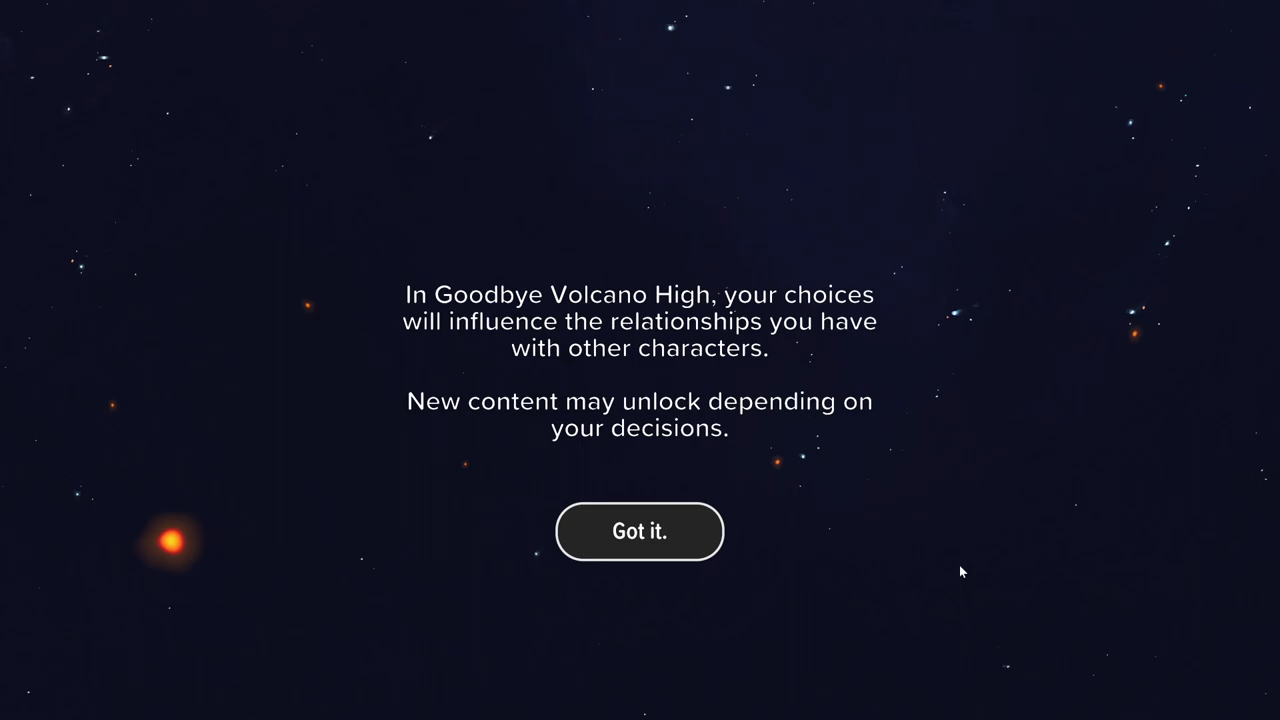 In Goodbye Volcano High, your choices
will influence the relationships you have
with other characters.
New content may unlock depending on
your decisions.
Got it.